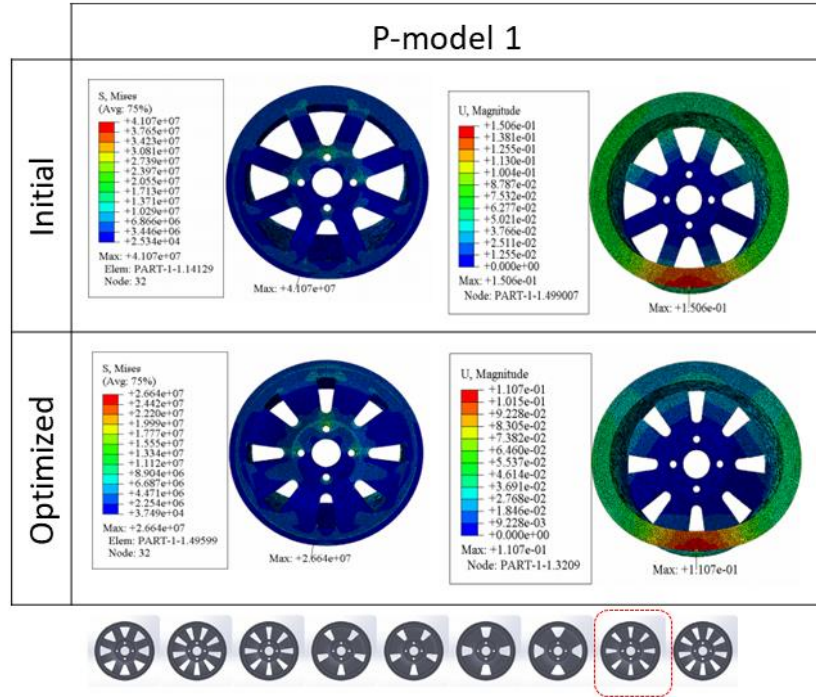 P-model 1
Initial
S, Mises
(Avg: 75%)
+4.107e+07
+3.765e+07
+3.423e+07
+3.081e+07
+2.739e+07
+2.397e+07
+2.055e+07
+1.713e+07
+1.371e+07
+1.029e+07
+6.866e+06
+3.446e+06
+2.534e+04
Max: +4.107e+07
Elem: PART-1-1.14129
Node: 32
Max: +4.107e+07
U, Magnitude
+1.506e-01
+1.381e-01
+1.255e-01
+1.130e-01
+1.004e-01
+8.787e-02
+7.532e-02
+6.277e-02
+5.021e-02
+3.766e-02
+2.511e-02
+1.255e-02
+0.000e+00
Max: +1.506e-01
Node: PART-1-1.499007
Max: +1.506e-01
Optimized
S, Mises
(Avg: 75%)
+2.664e+07
+2.442e+07
+2.220e+07
+1.999e+07
+1.777e+07
+1.555e+07
+1.334e+07
+1.112e+07
+8.904e+06
+6.687e+06
+4.471e+06
+2.254e+06
+3.749e+04
Max: +2.664e+07
Elem: PART-1-1.49599
Node: 32
Max: +2.664e+07
U, Magnitude
+1.107e-01
+1.015e-01
+9.228e-02
+8.305e-02
+7.382e-02
+6.460e-02
+5.537e-02
+4.614e-02
+3.691e-02
+2.768e-02
+1.846e-02
+9.228e-03
+0.000e+00
Max: +1.107e-01
Node: PART-1-1.3209
Max: +1.107e-01